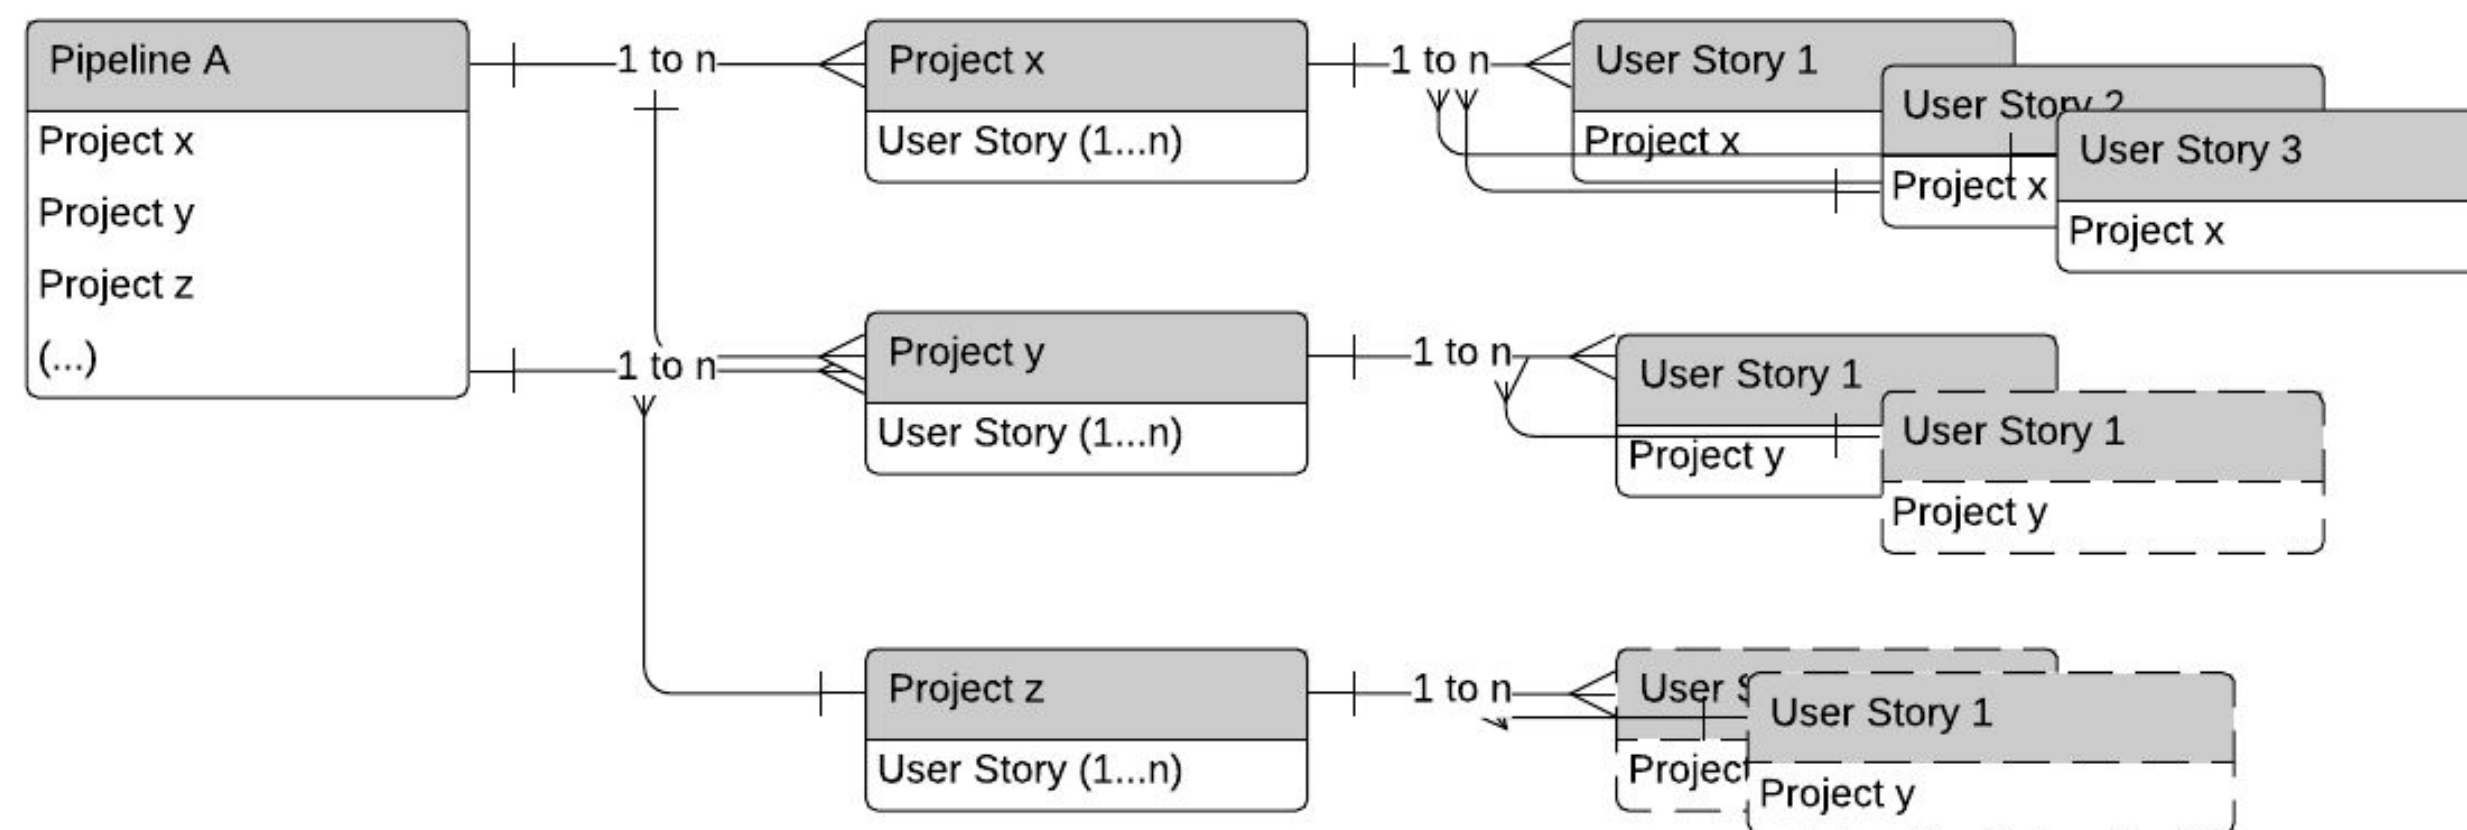 Pipeline A
Project x
Project y
Project z
(...)
1 to n
Project x
User Story (1...n)
1 to n
User Story 1
Project x
User Story 2
Project x
User Story 3
Project x
1 to n
Project y
User Story (1...n)
1 to n
User Story 1
Project y
User Story 1
Project y
Project z
User Story (1...n)
1 to n
User
Project
User Story 1
Project y